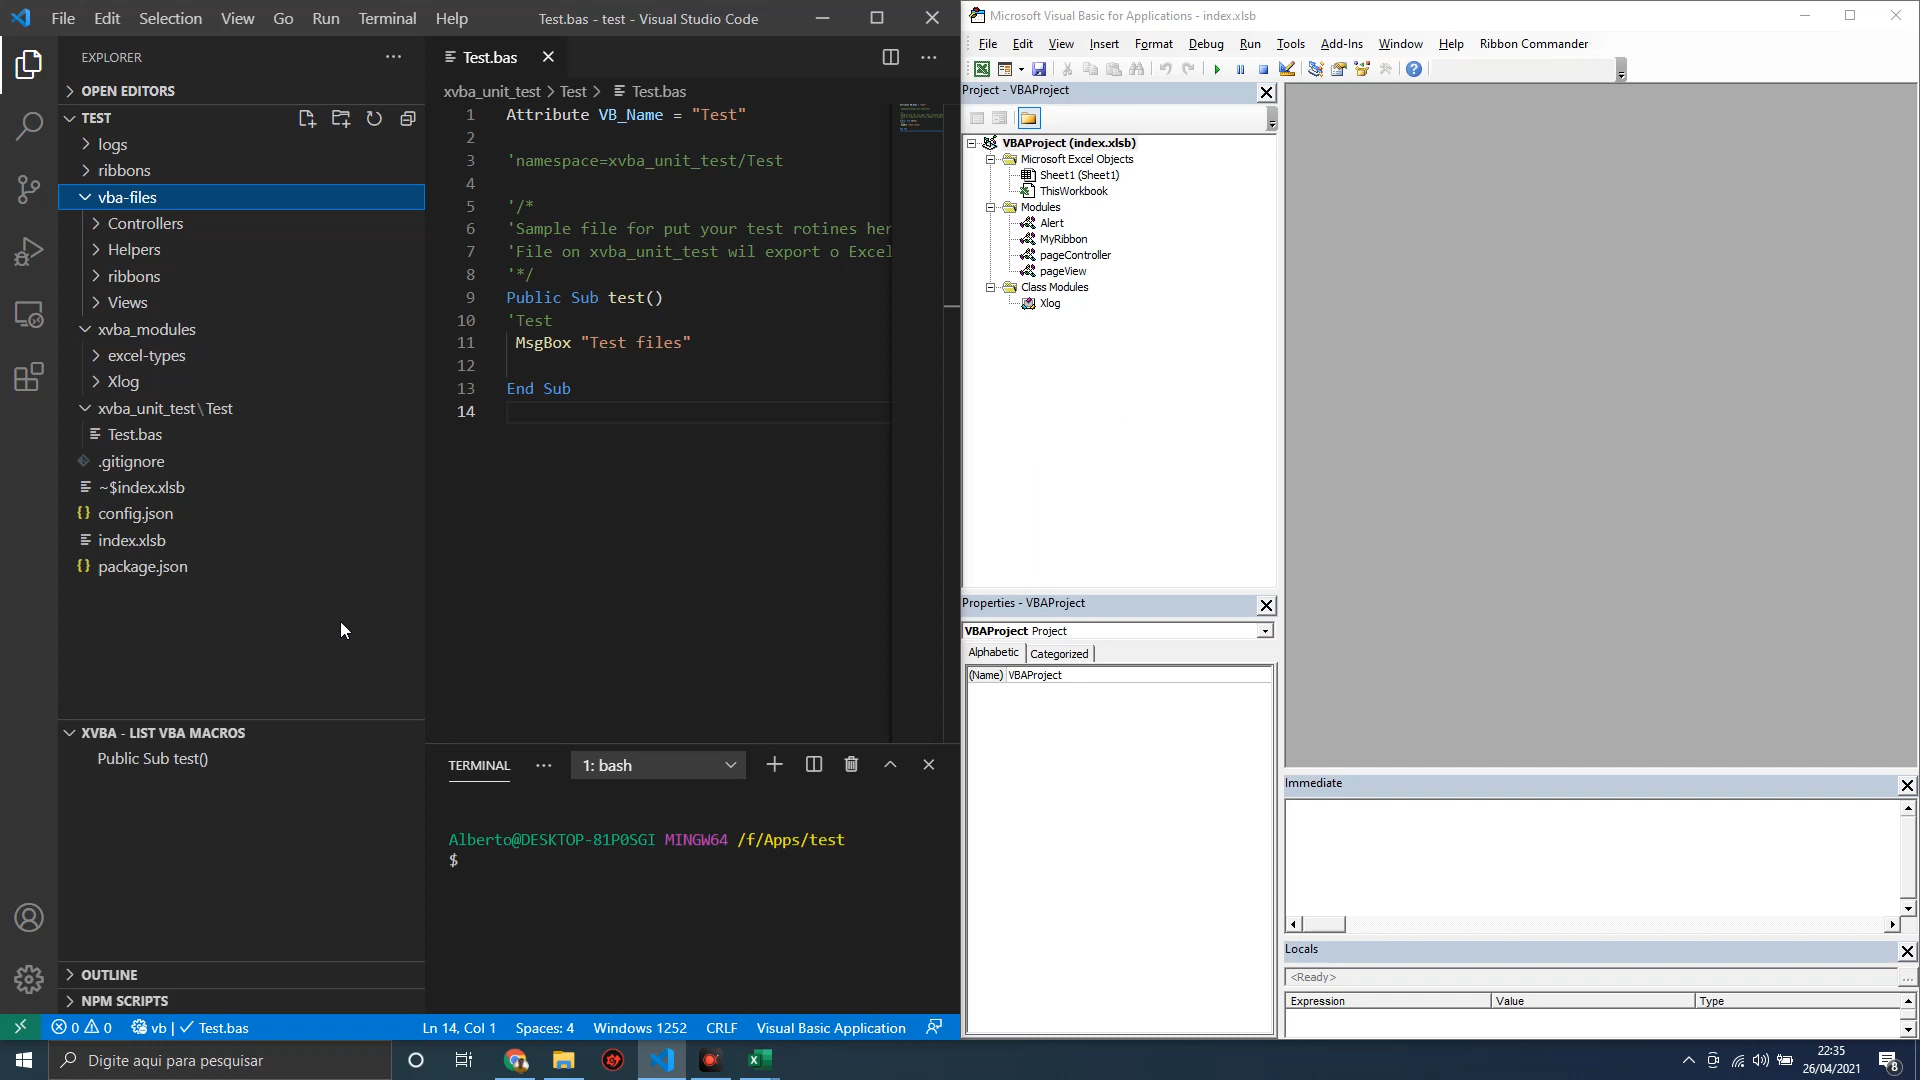 File Edit Selection View Go Run Terminal Help
Test.bas - test - Visual Studio Code
EXPLORER
OPEN EDITORS
TEST
logs
ribbons
vba-files
Controllers
Helpers
ribbons
Views
xvba_modules
excel-types
Xlog
xvba_unit_test\Test
Test.bas
.gitignore
~$index.xlsb
config.json
index.xlsb
package.json
XVBA - LIST VBA MACROS
Public Sub test()
OUTLINE
NPM SCRIPTS
Test.bas
xvba_unit_test > Test > Test.bas
1 Attribute VB_Name = "Test"
2
3 'namespace=xvba_unit_test/Test
4
5 '/*
6 'Sample file for put your test rotines her
7 'File on xvba_unit_test wil export o Excel
8 '*/
9 Public Sub test()
10 'Test
11 MsgBox "Test files"
12
13 End Sub
14
TERMINAL
1: bash
Alberto@DESKTOP-81P0SGI MINGW64 /f/Apps/test
$
0 0 vb | Test.bas
Ln 14, Col 1 Spaces: 4 Windows 1252 CRLF Visual Basic Application
Microsoft Visual Basic for Applications - index.xlsb
File Edit View Insert Format Debug Run Tools Add-Ins Window Help Ribbon Commander
Project - VBAProject
VBAProject (index.xlsb)
Microsoft Excel Objects
Sheet1 (Sheet1)
ThisWorkbook
Modules
Alert
MyRibbon
pageController
pageView
Class Modules
Xlog
Properties - VBAProject
VBAProject Project
Alphabetic Categorized
(Name) VBAProject
Immediate
Locals
<Ready>
Expression Value Type
Digite aqui para pesquisar
22:35
26/04/2021
8